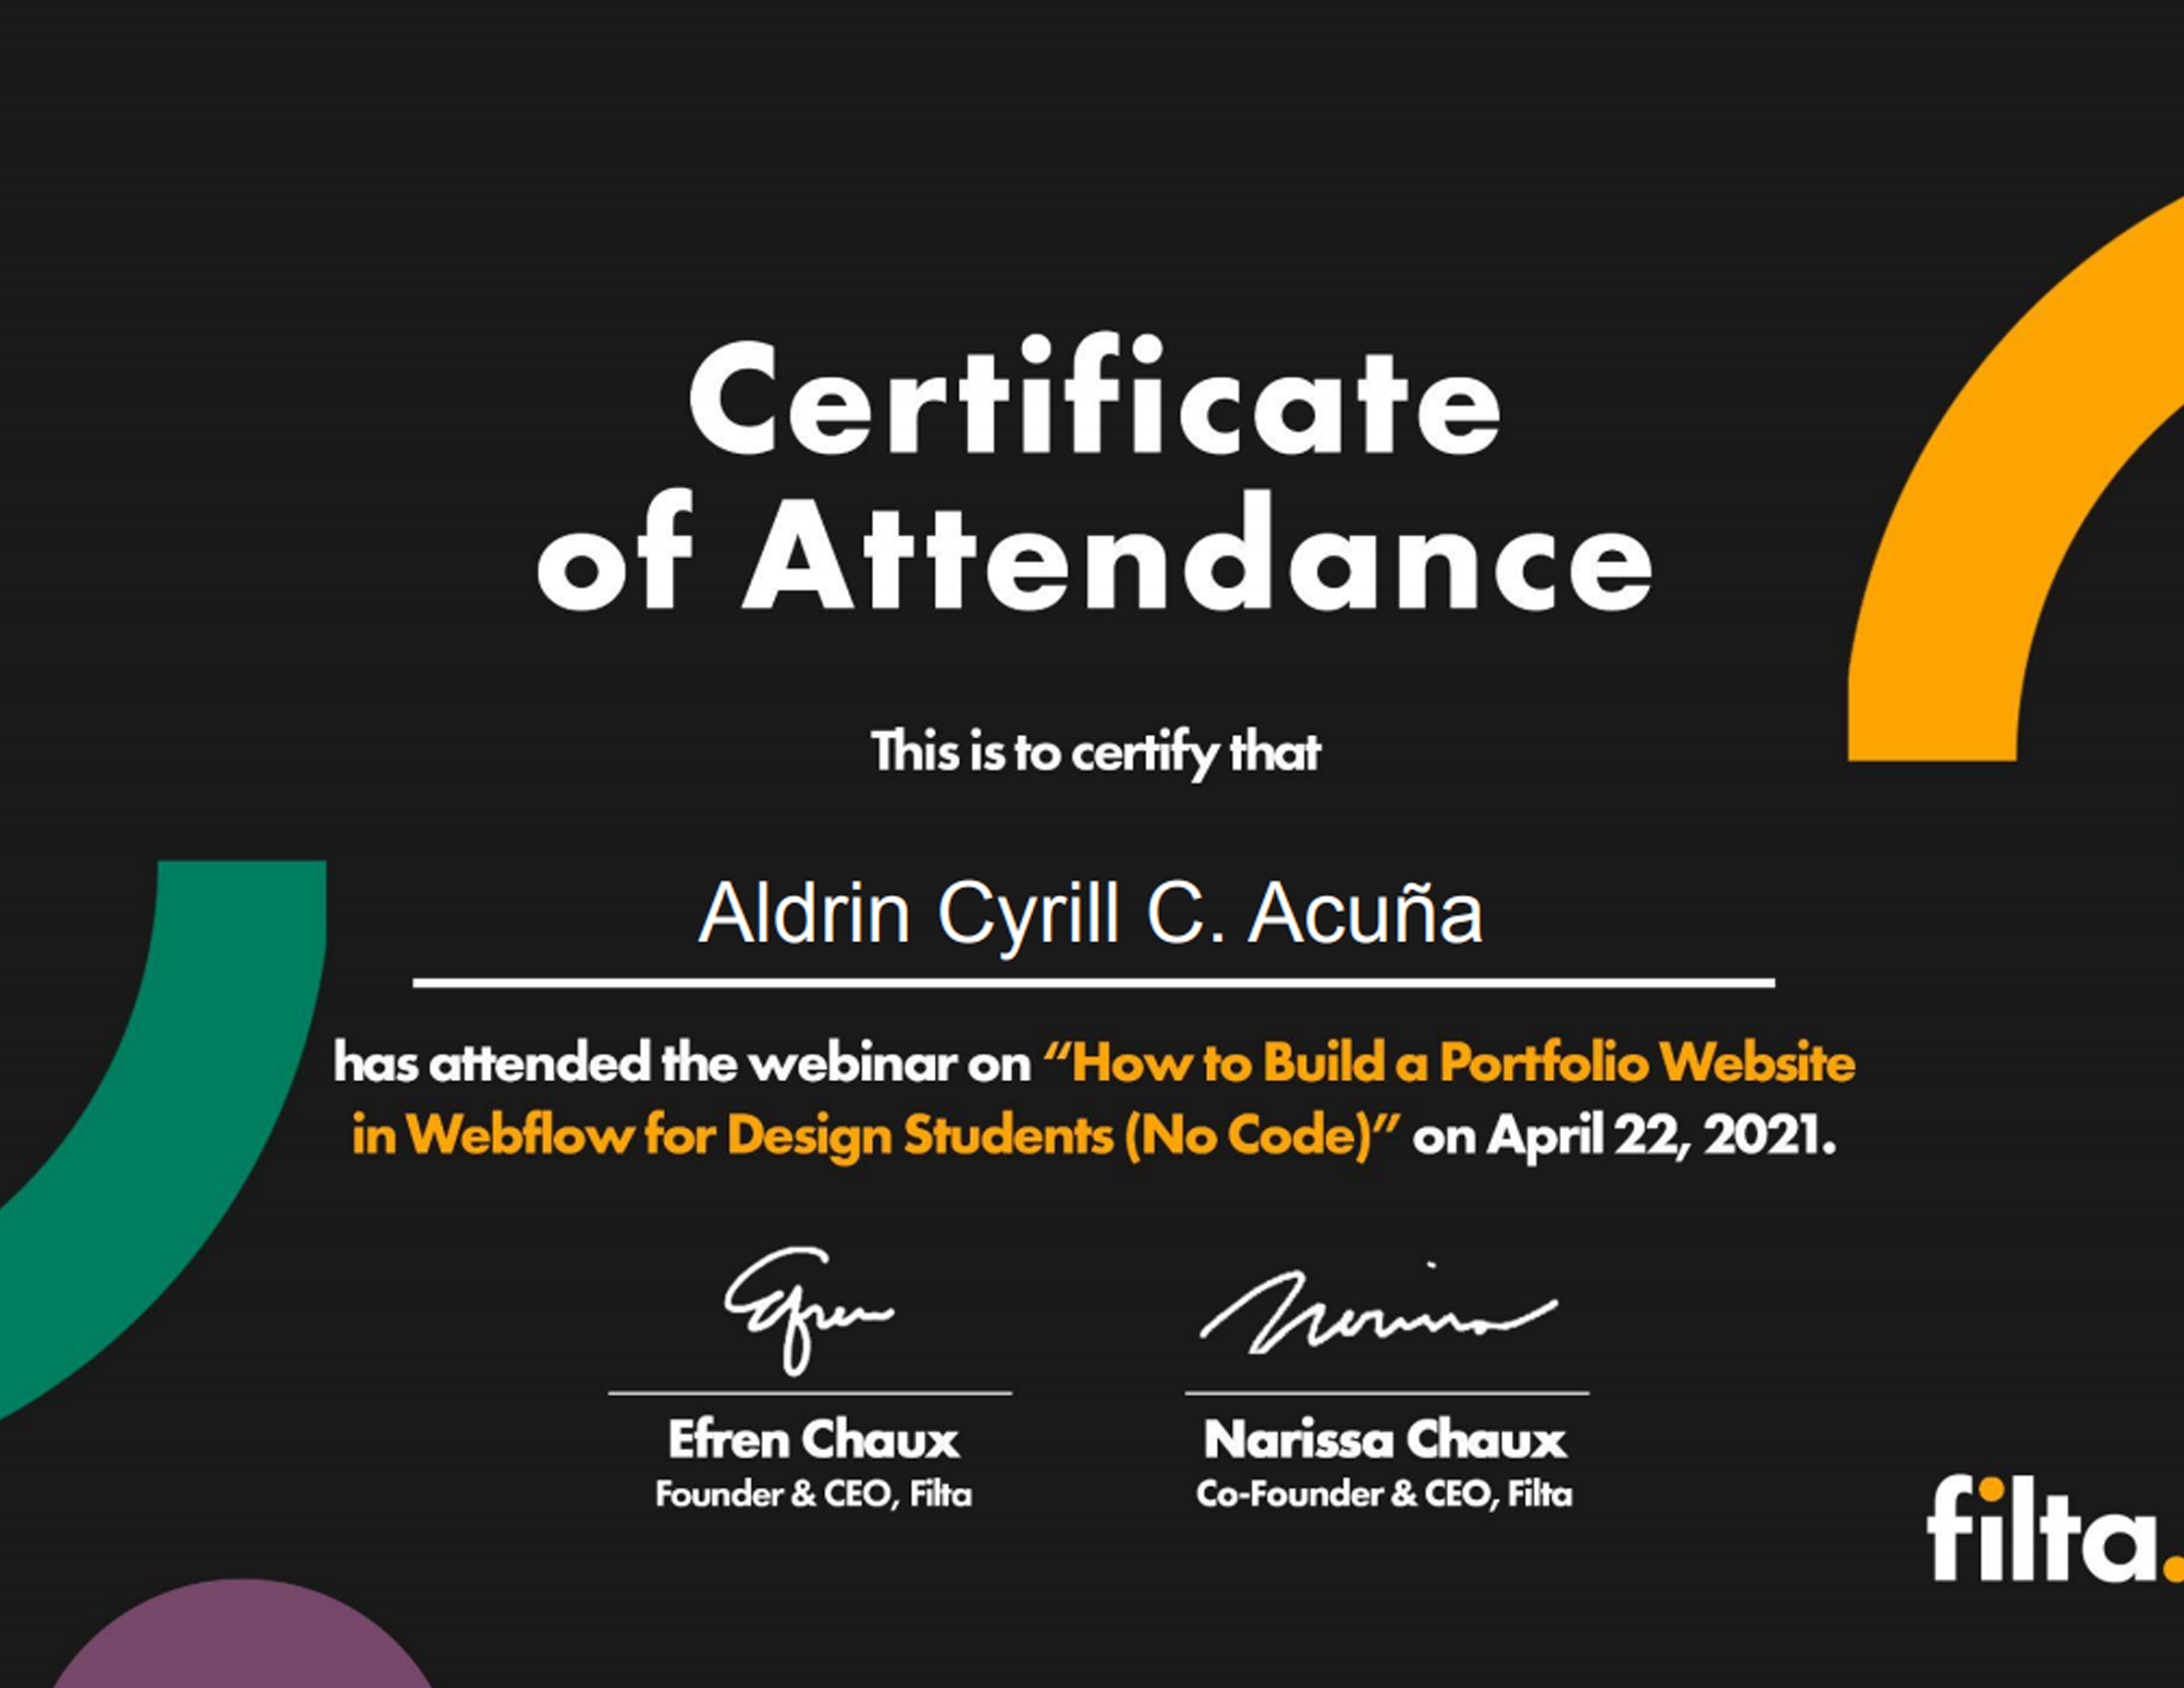 Certificate
of Attendance
This is to certify that
Aldrin Cyrill C. Acuña
has attended the webinar on “How to Build a Portfolio Website
in Webflow for Design Students (No Code)” on April 22, 2021.
Efren
Narissa
Efren Chaux
Founder & CEO, Filta
Narissa Chaux
Co-Founder & CEO, Filta
filta.